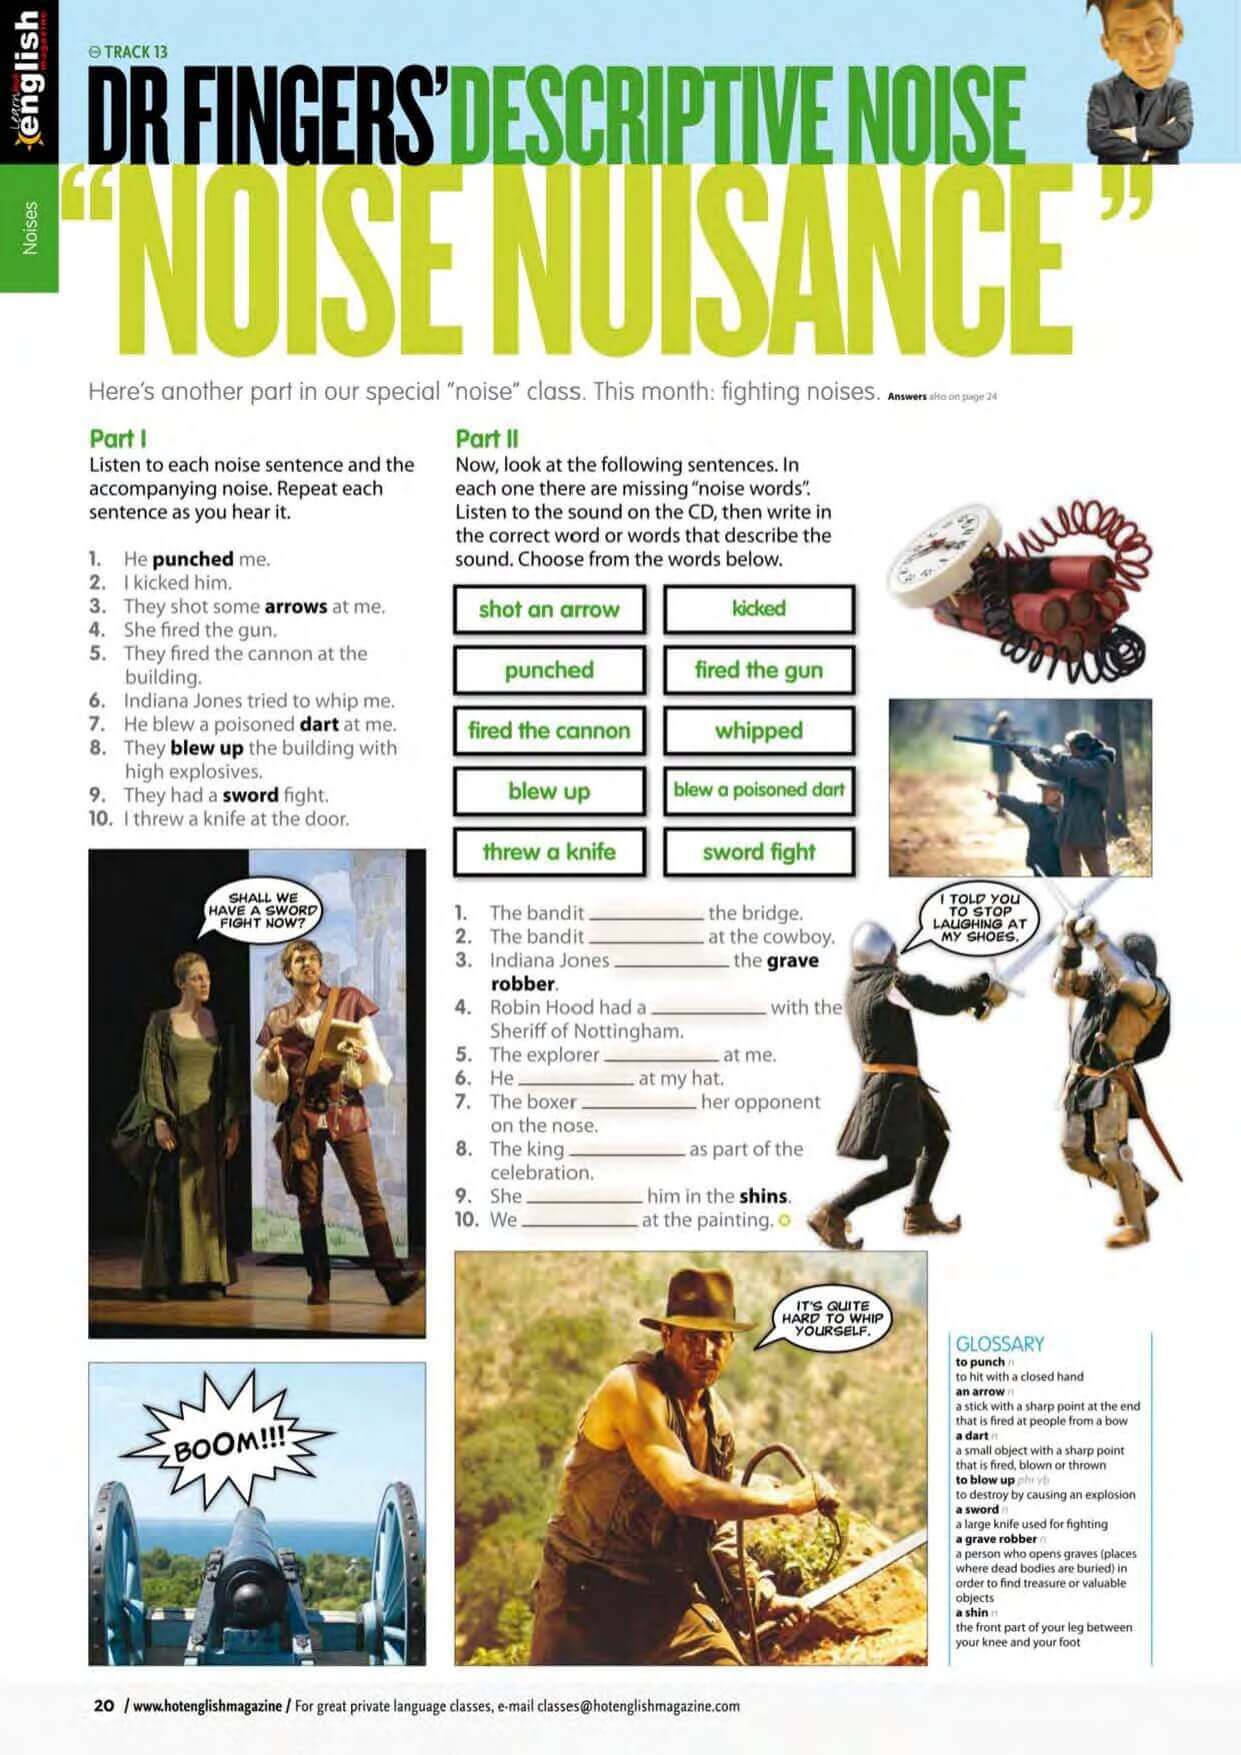 Learn hot
english
magazine
Noises
TRACK 13
DR FINGERS' DESCRIPTIVE NOISE
"NOISE NUISANCE"
Here's another part in our special "noise" class. This month: fighting noises. Answers also on page 24
Part I
Listen to each noise sentence and the
accompanying noise. Repeat each
sentence as you hear it.
1. He punched me.
2. I kicked him.
3. They shot some arrows at me.
4. She fired the gun.
5. They fired the cannon at the
building.
6. Indiana Jones tried to whip me.
7. He blew a poisoned dart at me.
8. They blew up the building with
high explosives.
9. They had a sword fight.
10. I threw a knife at the door.
SHALL WE
HAVE A SWORD
FIGHT NOW?
BOOM!!!
Part II
Now, look at the following sentences. In
each one there are missing "noise words".
Listen to the sound on the CD, then write in
the correct word or words that describe the
sound. Choose from the words below.
shot an arrow kicked
punched fired the gun
fired the cannon whipped
blew up blew a poisoned dart
threw a knife sword fight
1. The bandit ____________ the bridge.
2. The bandit ____________ at the cowboy.
3. Indiana Jones ____________ the grave
robber.
4. Robin Hood had a ____________ with the
Sheriff of Nottingham.
5. The explorer ____________ at me.
6. He ____________ at my hat.
7. The boxer ____________ her opponent
on the nose.
8. The king ____________ as part of the
celebration.
9. She ____________ him in the shins.
10. We ____________ at the painting.
I TOLD YOU
TO STOP
LAUGHING AT
MY SHOES.
IT'S QUITE
HARD TO WHIP
YOURSELF.
GLOSSARY
to punch n
to hit with a closed hand
an arrow n
a stick with a sharp point at the end
that is fired at people from a bow
a dart n
a small object with a sharp point
that is fired, blown or thrown
to blow up phr vb
to destroy by causing an explosion
a sword n
a large knife used for fighting
a grave robber n
a person who opens graves (places
where dead bodies are buried) in
order to find treasure or valuable
objects
a shin n
the front part of your leg between
your knee and your foot
20 / www.hotenglishmagazine / For great private language classes, e-mail classes@hotenglishmagazine.com